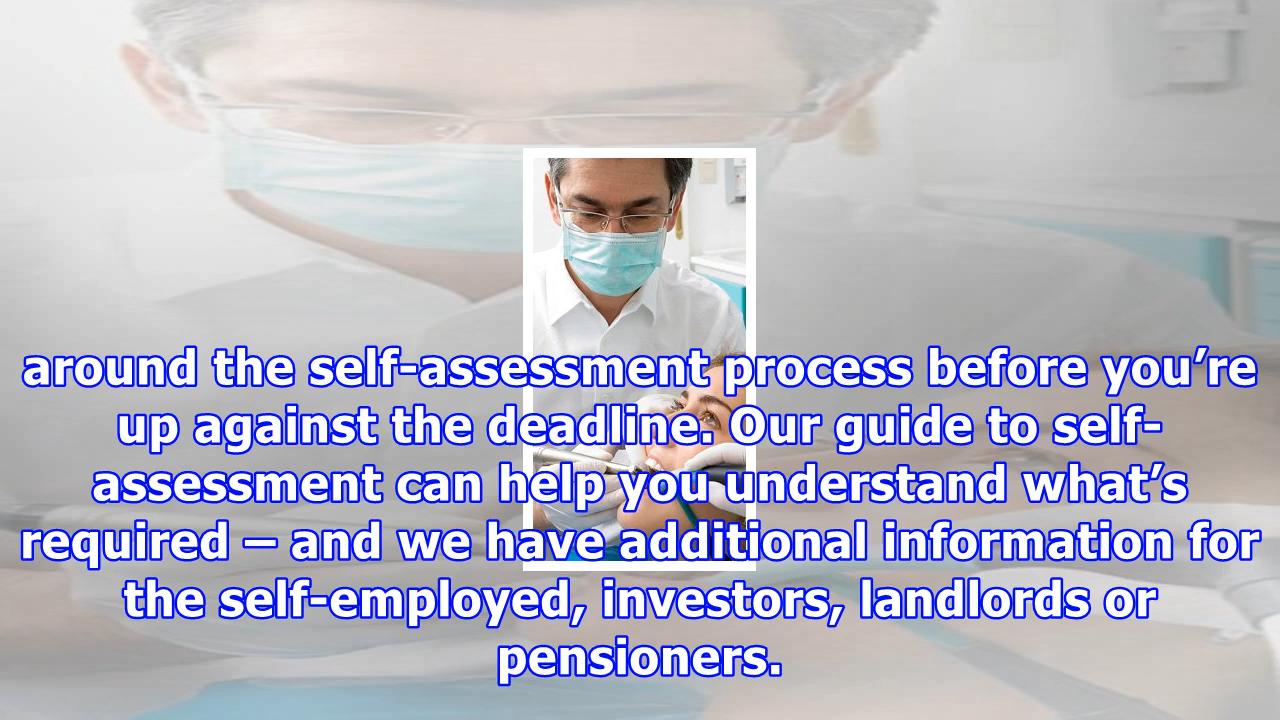 around the self-assessment process before you’re
up against the deadline. Our guide to self-
assessment can help you understand what’s
required – and we have additional information for
the self-employed, investors, landlords or
pensioners.